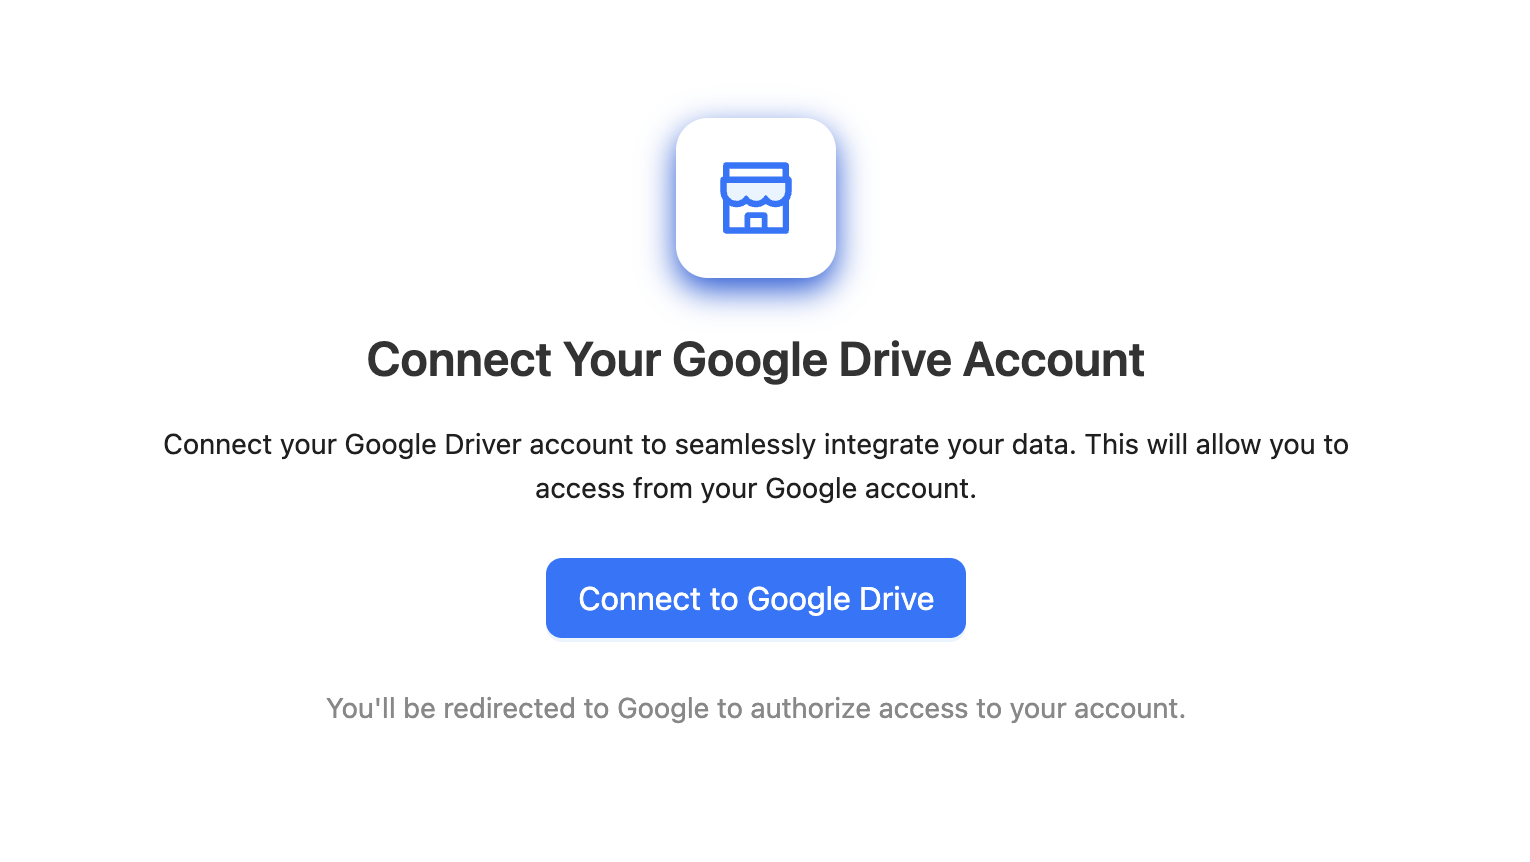 Connect Your Google Drive Account
Connect your Google Driver account to seamlessly integrate your data. This will allow you to
access from your Google account.
Connect to Google Drive
You'll be redirected to Google to authorize access to your account.